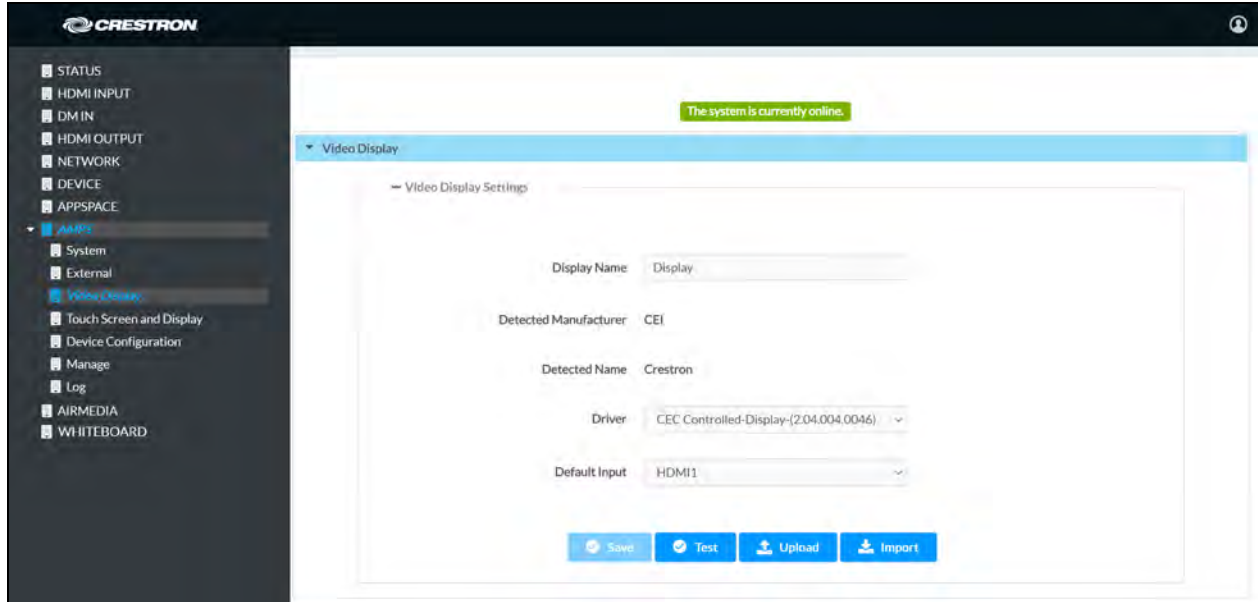 CRESTRON
STATUS
HDMI INPUT
DM IN
HDMI OUTPUT
NETWORK
DEVICE
APPSPACE
System
External
Video Display
Touch Screen and Display
Device Configuration
Manage
Log
AIRMEDIA
WHITEBOARD
The system is currently online.
Video Display
Video Display Settings
Display Name Display
Detected Manufacturer CEI
Detected Name Crestron
Driver CEC Controlled-Display-(2.04.004.0046)
Default Input HDMI1
Save Test Upload Import